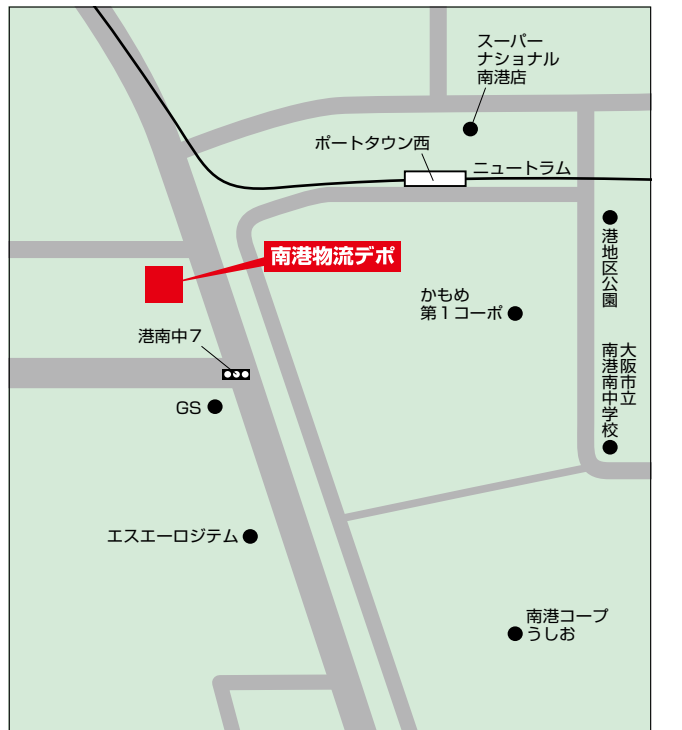 スーパー
ナショナル
南港店
ポートタウン西
ニュートラム
港地区公園
南港物流デポ
かもめ
第1コーポ
港南中7
大阪市立
南港南中学校
GS
エスエーロジテム
南港コープ
うしお